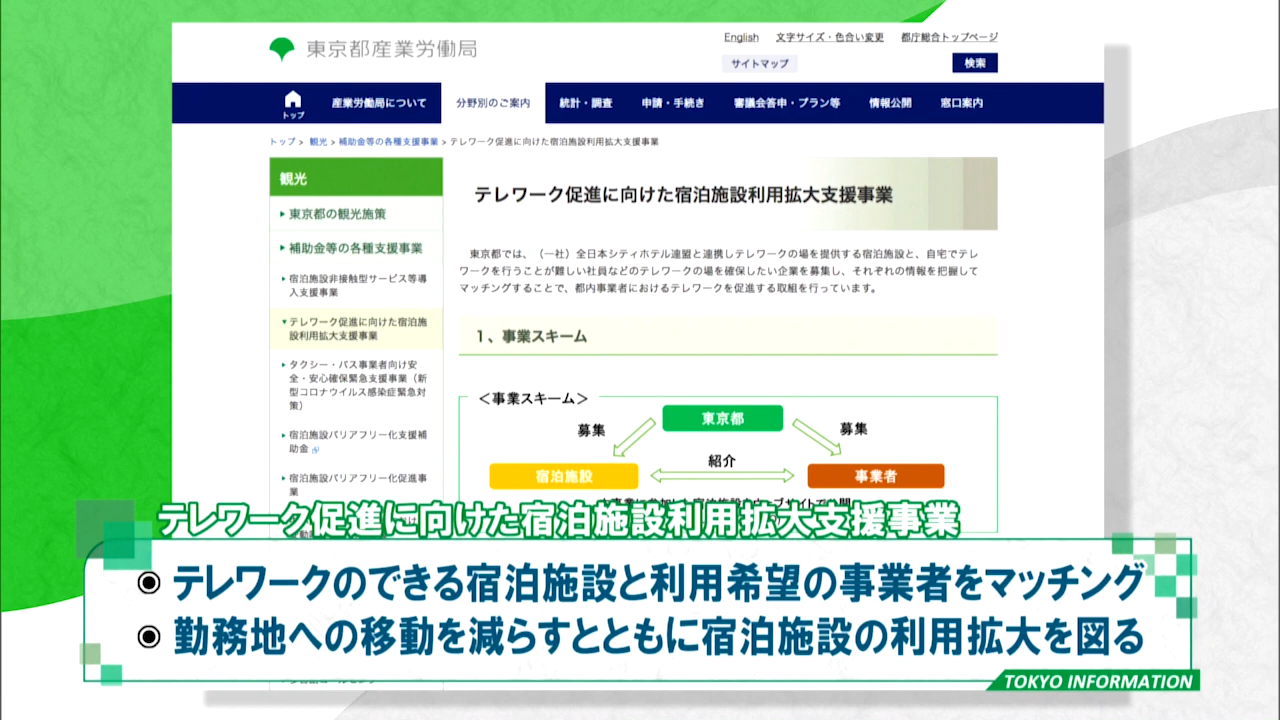 東京都産業労働局
English 文字サイズ・色合い変更 都庁総合トップページ
サイトマップ 検索
トップ 産業労働局について 分野別のご案内 統計・調査 申請・手続き 審議会答申・プラン等 情報公開 窓口案内
トップ > 観光 > 補助金等の各種支援事業 > テレワーク促進に向けた宿泊施設利用拡大支援事業
観光
東京都の観光施策
補助金等の各種支援事業
宿泊施設非接触型サービス等導
入支援事業
テレワーク促進に向けた宿泊施
設利用拡大支援事業
タクシー・バス事業者向け安
全・安心確保緊急支援事業（新
型コロナウイルス感染症緊急対
策）
宿泊施設バリアフリー化支援補
助金
宿泊施設バリアフリー化促進事
業
テレワーク促進に向けた宿泊施設利用拡大支援事業
東京都では、（一社）全日本シティホテル連盟と連携しテレワークの場を提供する宿泊施設と、自宅でテレ
ワークを行うことが難しい社員などのテレワークの場を確保したい企業を募集し、それぞれの情報を把握して
マッチングすることで、都内事業者におけるテレワークを促進する取組を行っています。
１、事業スキーム
＜事業スキーム＞
東京都
募集 募集
紹介
宿泊施設 事業者
テレワーク促進に向けた宿泊施設利用拡大支援事業
◉ テレワークのできる宿泊施設と利用希望の事業者をマッチング
◉ 勤務地への移動を減らすとともに宿泊施設の利用拡大を図る
TOKYO INFORMATION